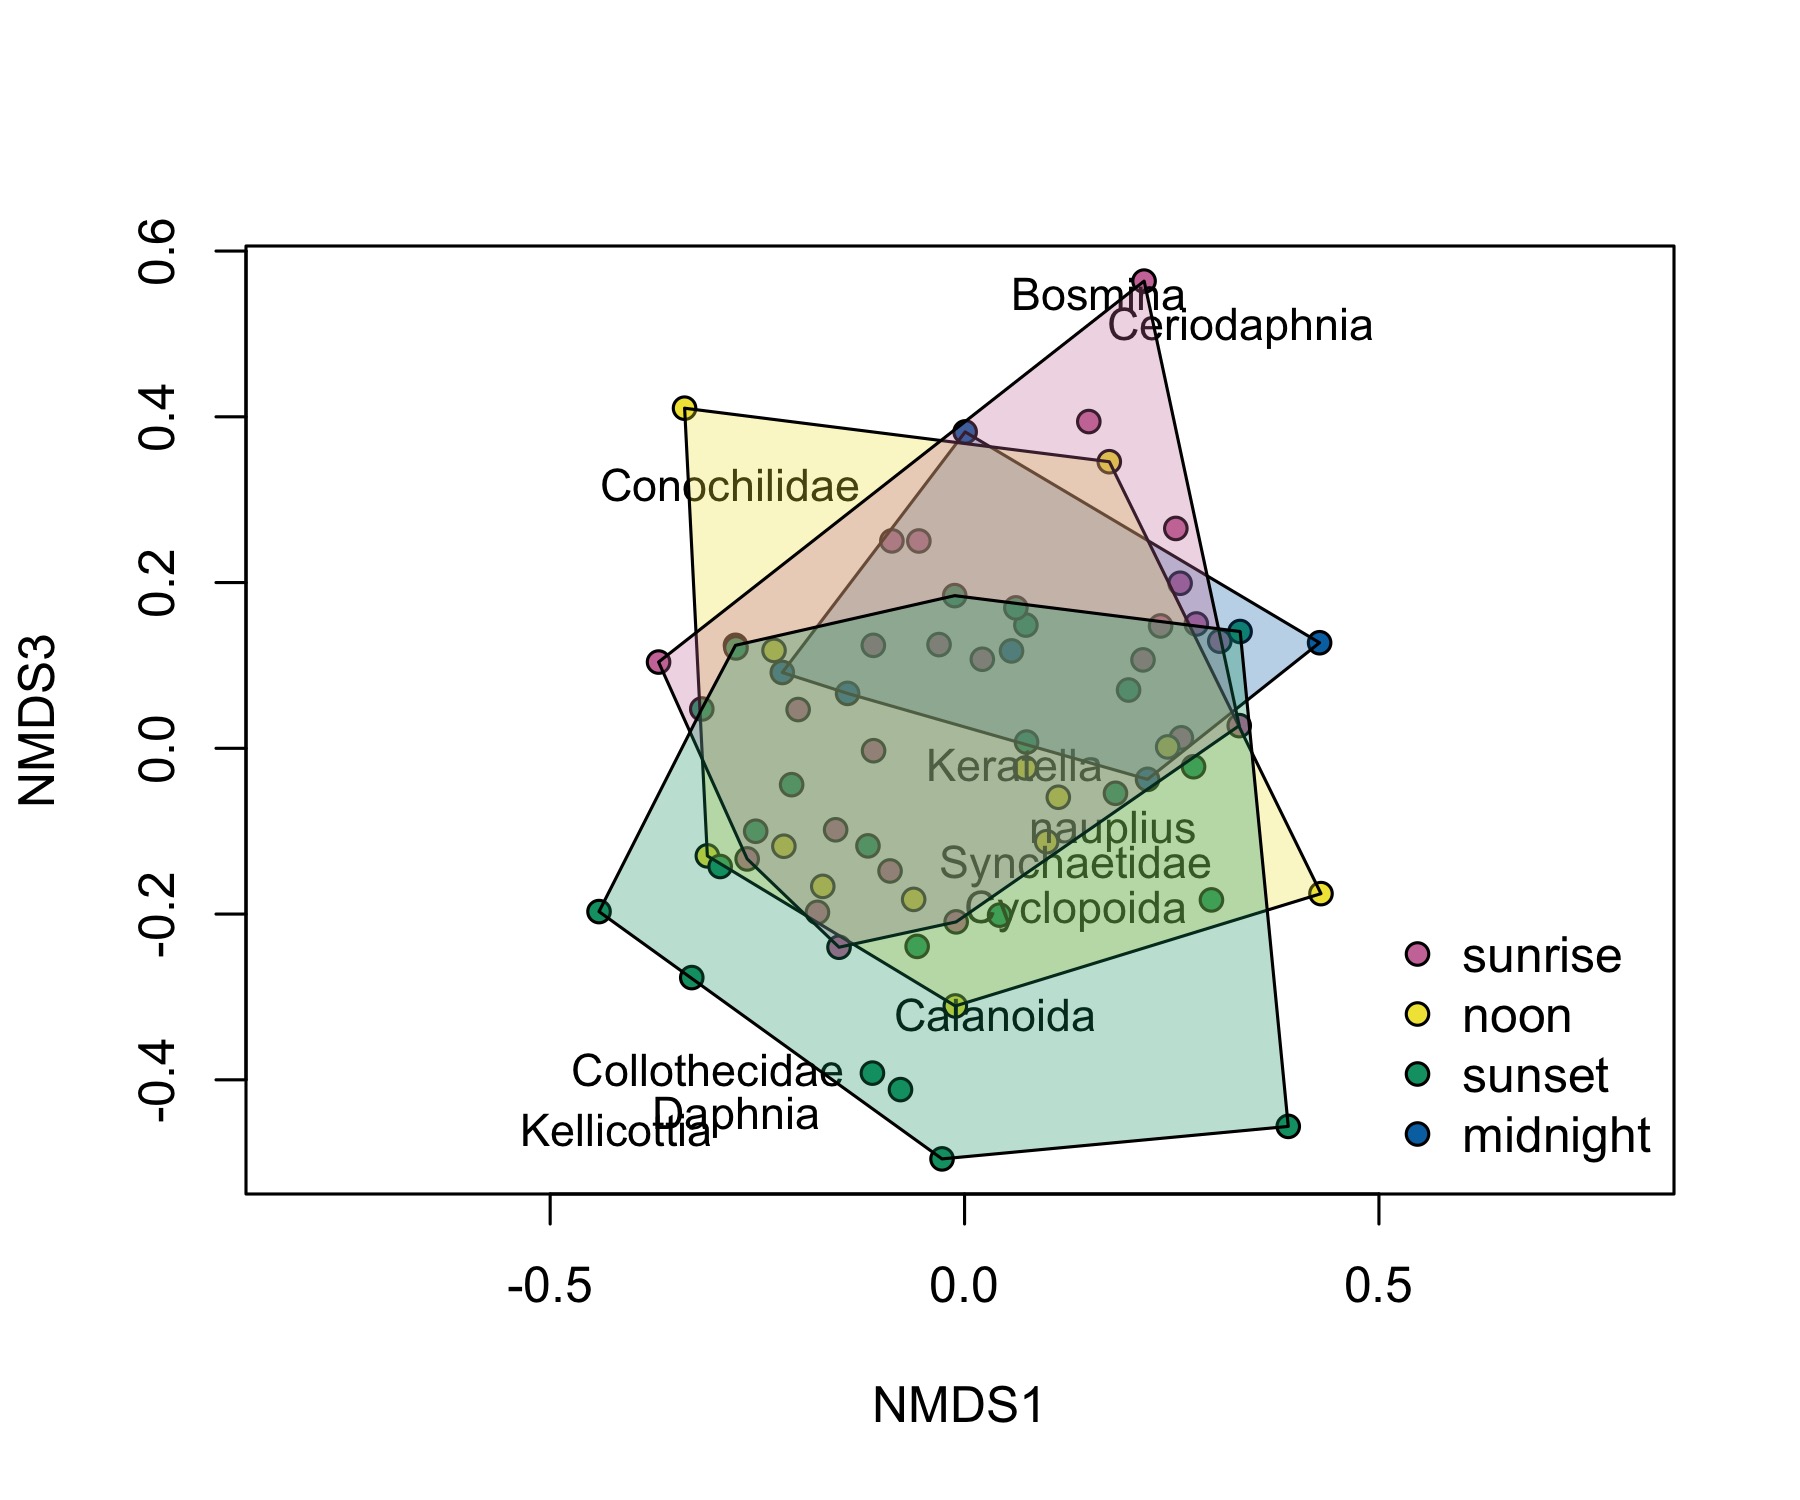 Bosmina
Ceriodaphnia
Conochilidae
Keratella
nauplius
Synchaetidae
Cyclopoida
Calanoida
Collothecidae
Daphnia
Kellicottia
sunrise
noon
sunset
midnight
0.6
0.4
0.2
0.0
-0.2
-0.4
NMDS3
-0.5 0.0 0.5
NMDS1